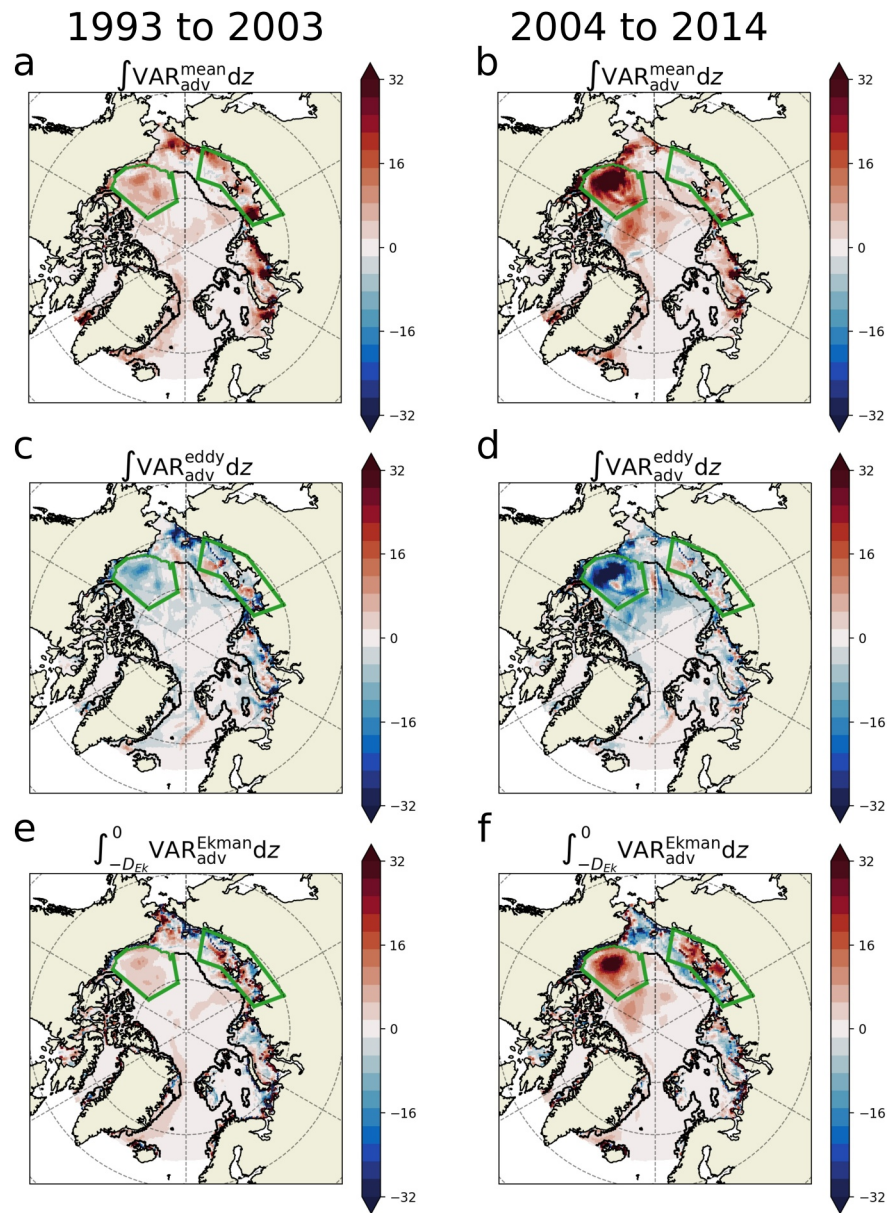 1993 to 2003 2004 to 2014
a b
∫VAR^mean_adv dz ∫VAR^mean_adv dz
32 32
16 16
0 0
−16 −16
−32 −32
c d
∫VAR^eddy_adv dz ∫VAR^eddy_adv dz
32 32
16 16
0 0
−16 −16
−32 −32
e f
∫^0_−D_Ek VAR^Ekman_adv dz ∫^0_−D_Ek VAR^Ekman_adv dz
32 32
16 16
0 0
−16 −16
−32 −32